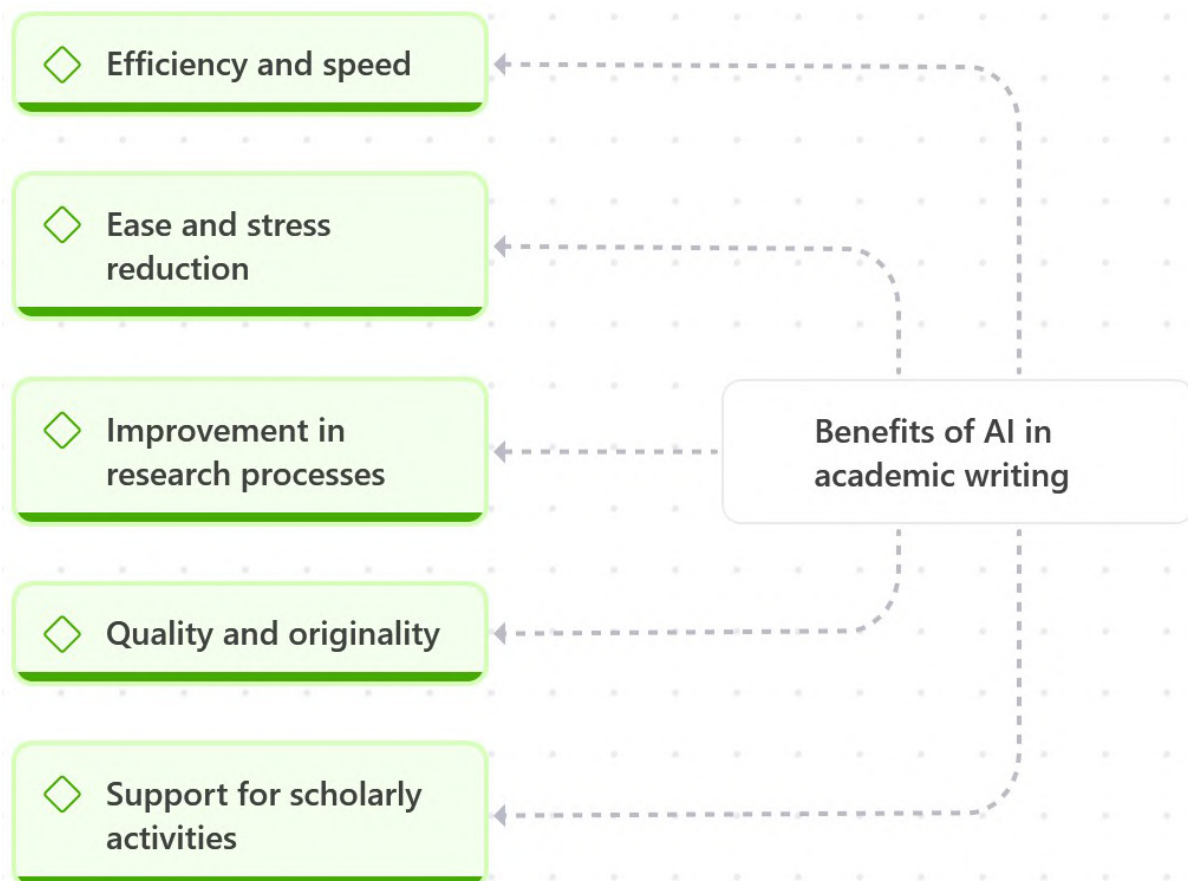 Efficiency and speed
Ease and stress
reduction
Improvement in
research processes
Benefits of AI in
academic writing
Quality and originality
Support for scholarly
activities